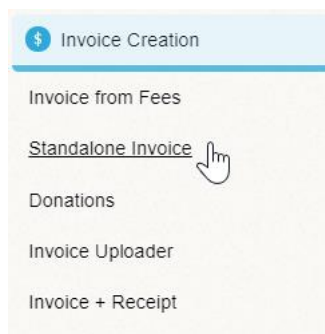 $ Invoice Creation
Invoice from Fees
Standalone Invoice
Donations
Invoice Uploader
Invoice + Receipt